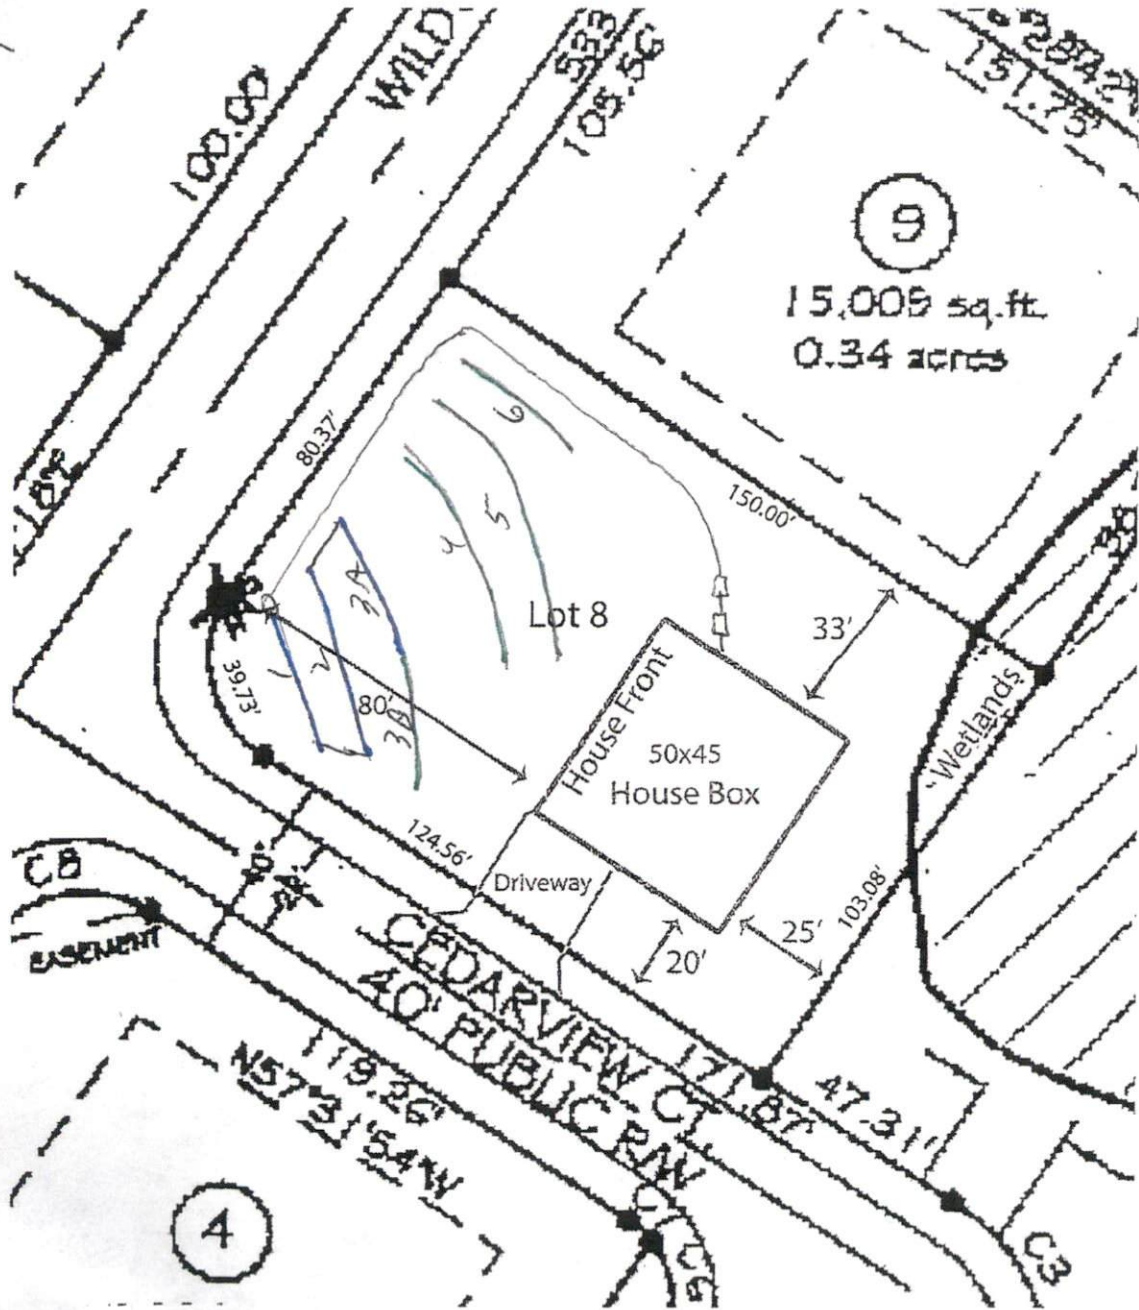 100.00'
WILD
533
105.56
151.75'
9
15,009 sq.ft.
0.34 acres
80.37'
6
5
4
150.00'
3A
Lot 8
33'
1
2
39.73'
80'
3B
House Front
50x45
House Box
Wetlands
124.56'
Driveway
103.08'
25'
20'
C8
EASEMENT
CEDARVIEW CT.
40' PUBLIC R/W
171.87'
47.31'
119.26'
N57°31'54"W
4
C3